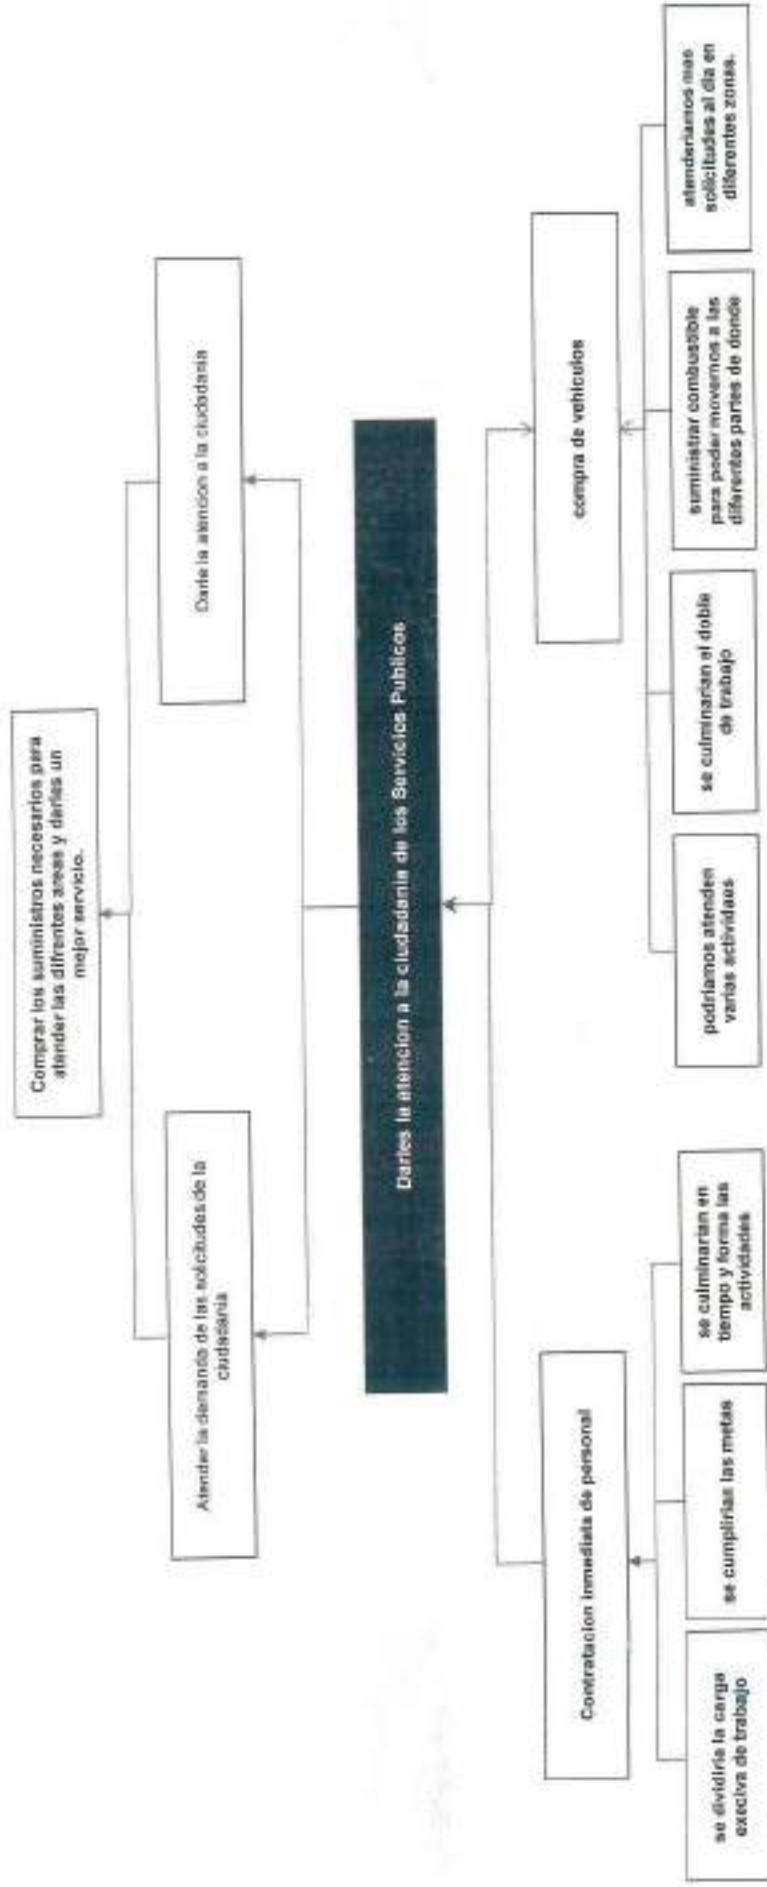 Comprar los suministros necesarios para
atender las difrentes areas y darles un
mejor servicio.
Atender la demanda de las solicitudes de la
ciudadania
Darle la atencion a la ciudadania
Darles la atencion a la ciudadania de los Servicios Publicos
Contratacion inmediata de personal
compra de vehiculos
se dividiria la carga
execiva de trabajo
se cumplirian las metas
se culminarian en
tiempo y forma las
actividades
podriamos atenden
varias actividaes
se culminarian el doble
de trabajo
suministrar combustible
para poder movernos a las
diferentes partes de donde
atenderiamos mas
solicitudes al dia en
diferentes zonas.